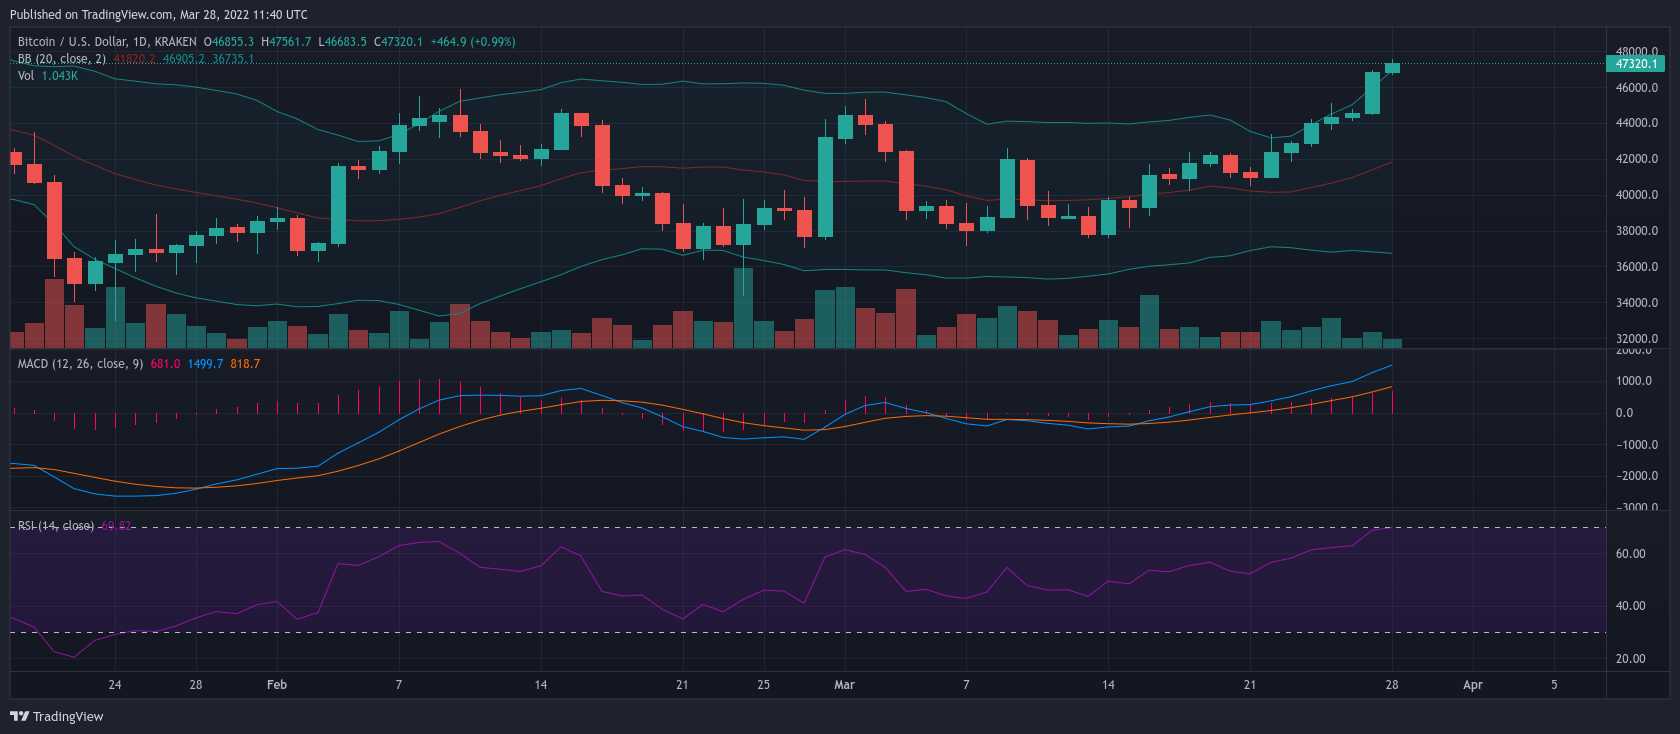 Published on TradingView.com, Mar 28, 2022 11:40 UTC
Bitcoin / U.S. Dollar, 1D, KRAKEN O46855.3 H47561.7 L46683.5 C47320.1 +464.9 (+0.99%)
BB (20, close, 2) 41820.2 46905.2 36735.1
Vol 1.043K
48000.0
47320.1
46000.0
44000.0
42000.0
40000.0
38000.0
36000.0
34000.0
32000.0
MACD (12, 26, close, 9) 681.0 1499.7 818.7
2000.0
1000.0
0.0
−1000.0
−2000.0
−3000.0
RSI (14, close) 69.82
60.00
40.00
20.00
24 28 Feb 7 14 21 25 Mar 7 14 21 28 Apr 5
TradingView